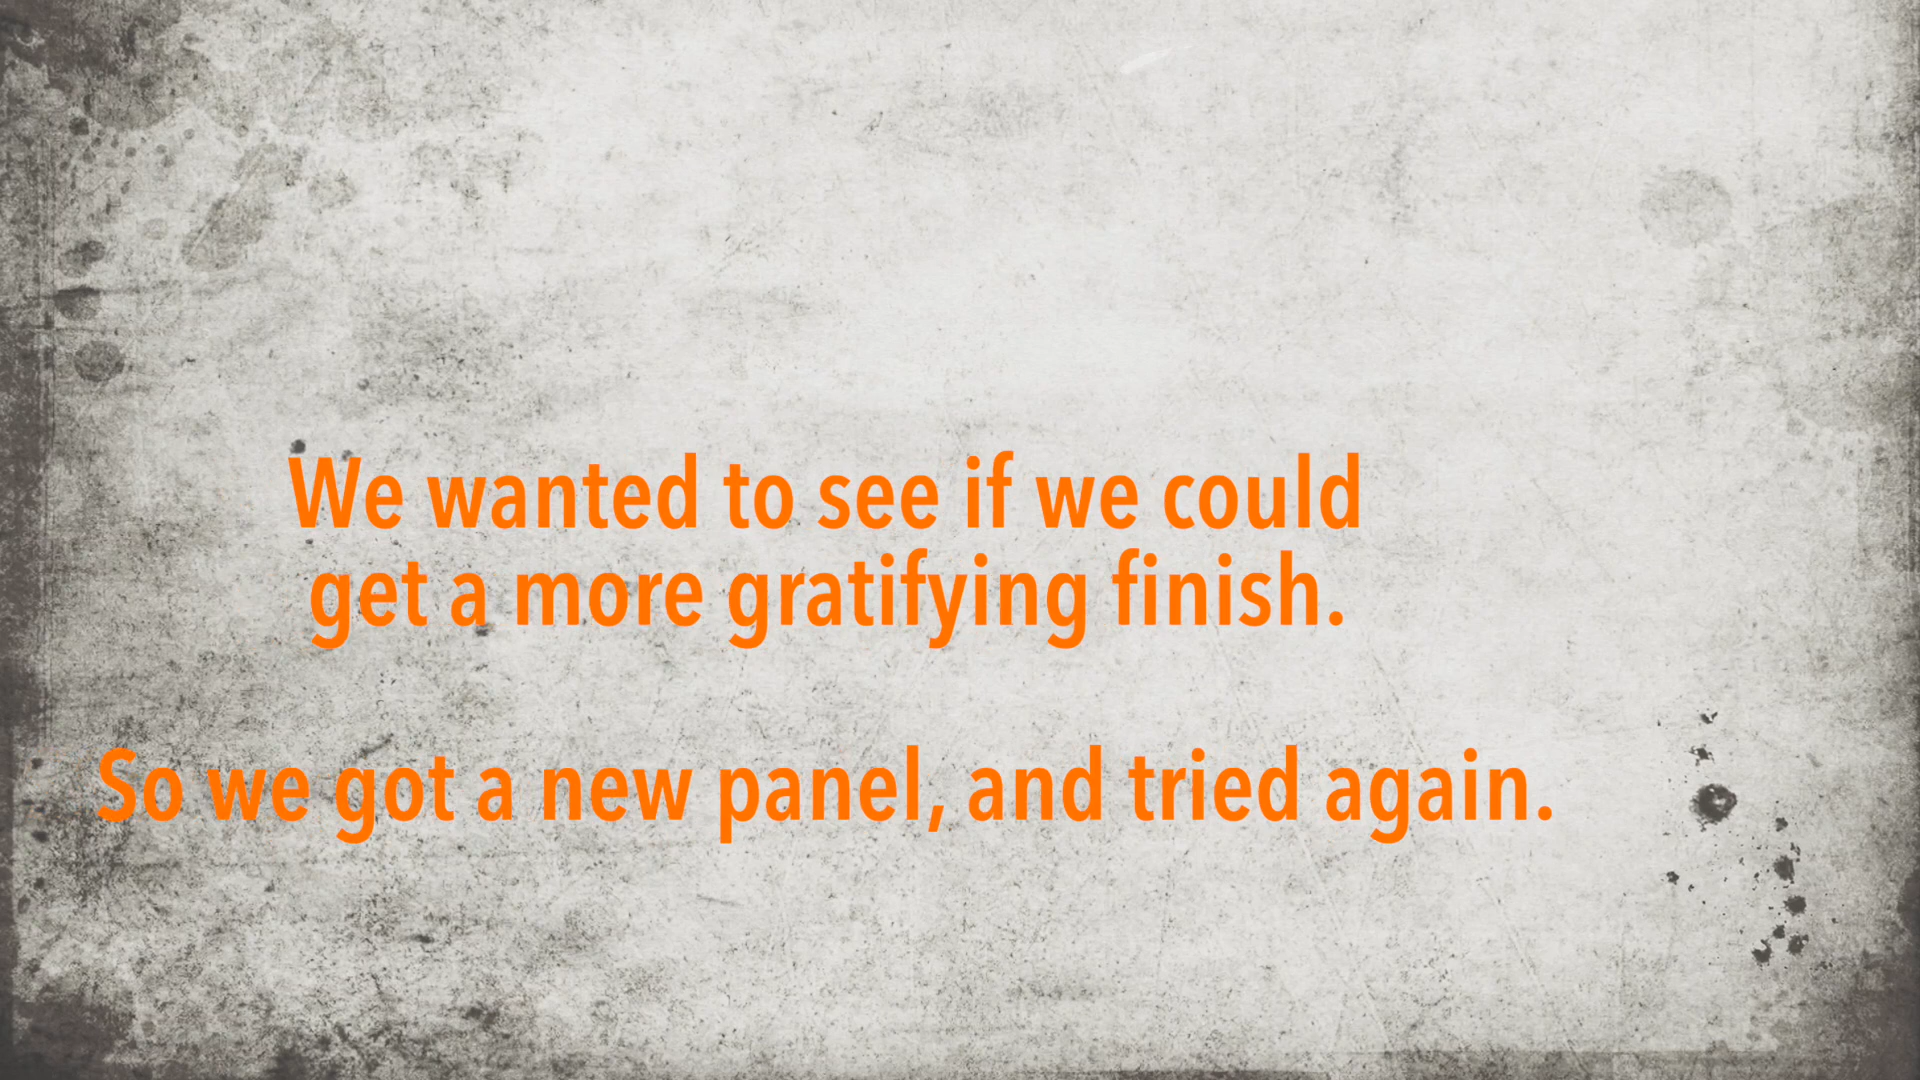 We wanted to see if we could
get a more gratifying finish.
So we got a new panel, and tried again.